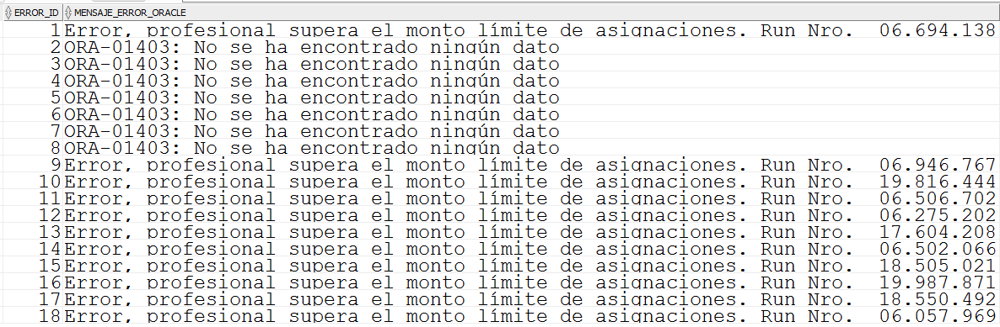 ERROR_ID MENSAJE_ERROR_ORACLE
1 Error, profesional supera el monto límite de asignaciones. Run Nro. 06.694.138
2 ORA-01403: No se ha encontrado ningún dato
3 ORA-01403: No se ha encontrado ningún dato
4 ORA-01403: No se ha encontrado ningún dato
5 ORA-01403: No se ha encontrado ningún dato
6 ORA-01403: No se ha encontrado ningún dato
7 ORA-01403: No se ha encontrado ningún dato
8 ORA-01403: No se ha encontrado ningún dato
9 Error, profesional supera el monto límite de asignaciones. Run Nro. 06.946.767
10 Error, profesional supera el monto límite de asignaciones. Run Nro. 19.816.444
11 Error, profesional supera el monto límite de asignaciones. Run Nro. 06.506.702
12 Error, profesional supera el monto límite de asignaciones. Run Nro. 06.275.202
13 Error, profesional supera el monto límite de asignaciones. Run Nro. 17.604.208
14 Error, profesional supera el monto límite de asignaciones. Run Nro. 06.502.066
15 Error, profesional supera el monto límite de asignaciones. Run Nro. 18.505.021
16 Error, profesional supera el monto límite de asignaciones. Run Nro. 19.987.871
17 Error, profesional supera el monto límite de asignaciones. Run Nro. 18.550.492
18 Error, profesional supera el monto límite de asignaciones. Run Nro. 06.057.969